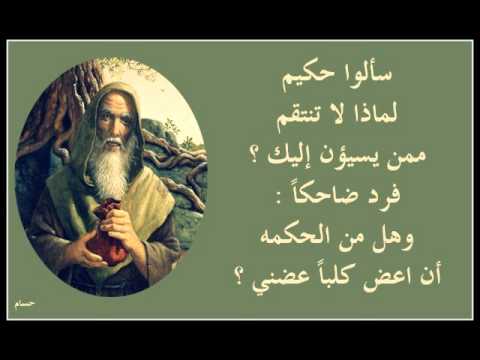 سألوا حكيم
لماذا لا تنتقم
ممن يسيؤن إليك ؟
فرد ضاحكاً :
وهل من الحكمه
أن اعض كلباً عضني ؟
حسام